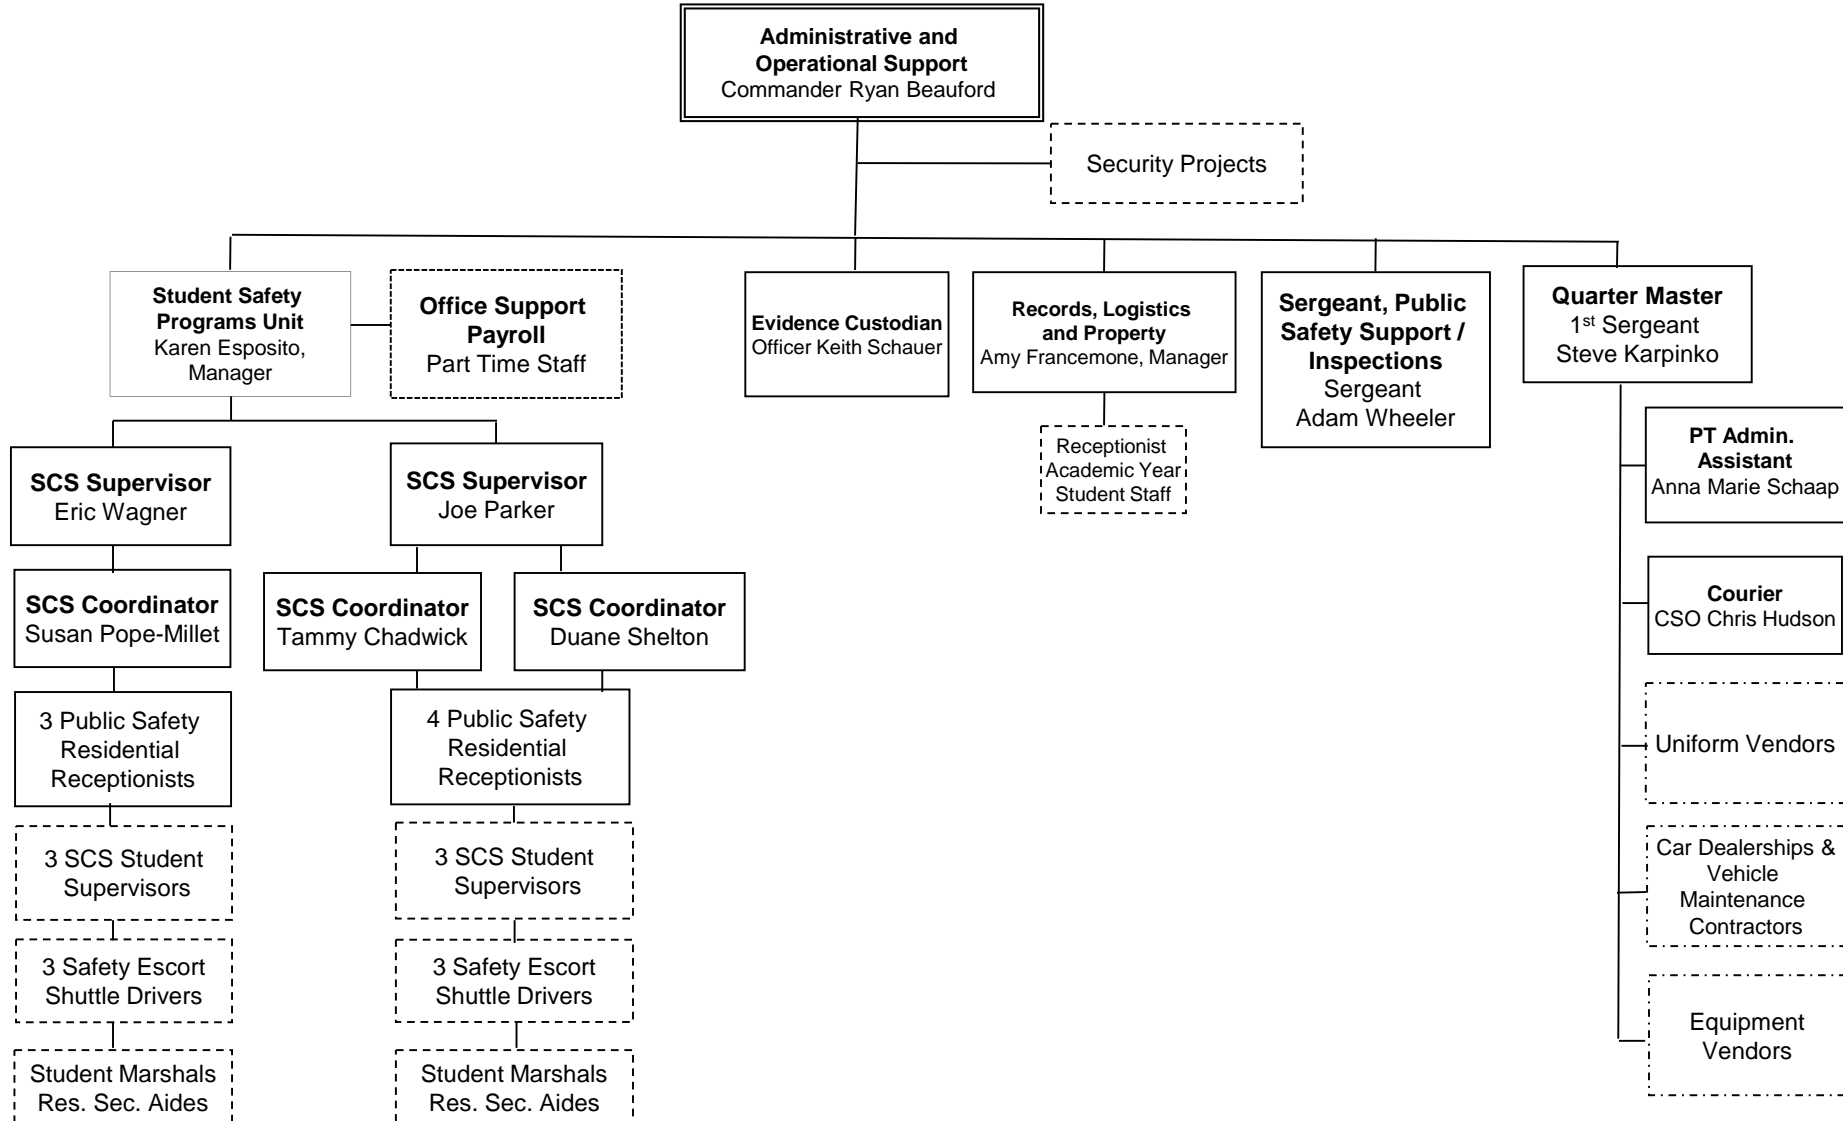 Administrative and
Operational Support
Commander Ryan Beauford
Security Projects
Student Safety
Programs Unit
Karen Esposito,
Manager
Office Support
Payroll
Part Time Staff
Evidence Custodian
Officer Keith Schauer
Records, Logistics
and Property
Amy Francemone, Manager
Sergeant, Public
Safety Support /
Inspections
Sergeant
Adam Wheeler
Quarter Master
1st Sergeant
Steve Karpinko
Receptionist
Academic Year
Student Staff
PT Admin.
Assistant
Anna Marie Schaap
SCS Supervisor
Eric Wagner
SCS Supervisor
Joe Parker
SCS Coordinator
Susan Pope-Millet
SCS Coordinator
Tammy Chadwick
SCS Coordinator
Duane Shelton
Courier
CSO Chris Hudson
3 Public Safety
Residential
Receptionists
4 Public Safety
Residential
Receptionists
Uniform Vendors
3 SCS Student
Supervisors
3 SCS Student
Supervisors
Car Dealerships &
Vehicle
Maintenance
Contractors
3 Safety Escort
Shuttle Drivers
3 Safety Escort
Shuttle Drivers
Equipment
Vendors
Student Marshals
Res. Sec. Aides
Student Marshals
Res. Sec. Aides